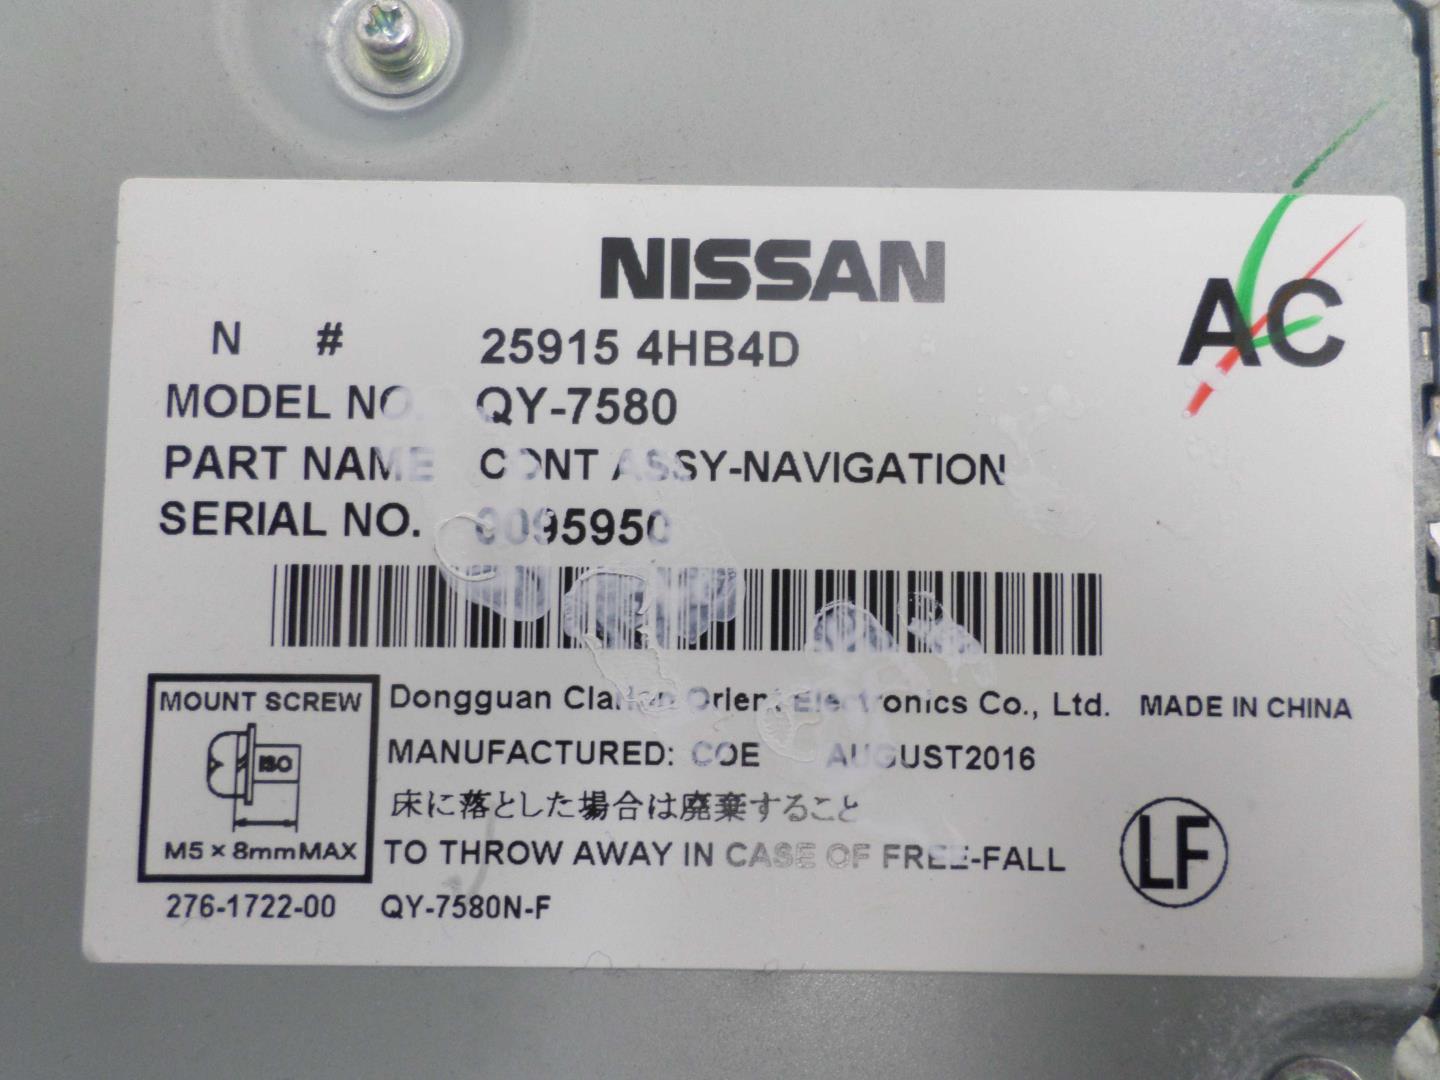 NISSAN
AC
N # 25915 4HB4D
MODEL NO. QY-7580
PART NAME CONT ASSY-NAVIGATION
SERIAL NO. 0095950
MOUNT SCREW
ISO
M5 × 8mm MAX
Dongguan Clarion Orient Electronics Co., Ltd. MADE IN CHINA
MANUFACTURED: COE AUGUST2016
床に落とした場合は廃棄すること
TO THROW AWAY IN CASE OF FREE-FALL
LF
276-1722-00 QY-7580N-F